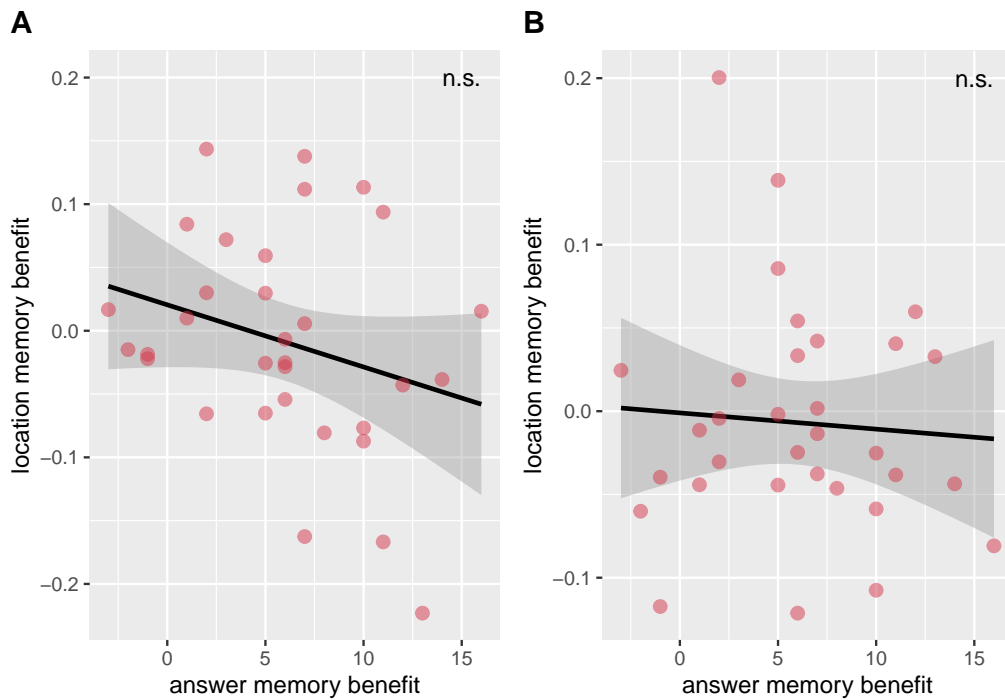 A
n.s.
0.2
0.1
0.0
−0.1
−0.2
location memory benefit
0 5 10 15
answer memory benefit
B
n.s.
0.2
0.1
0.0
−0.1
location memory benefit
0 5 10 15
answer memory benefit